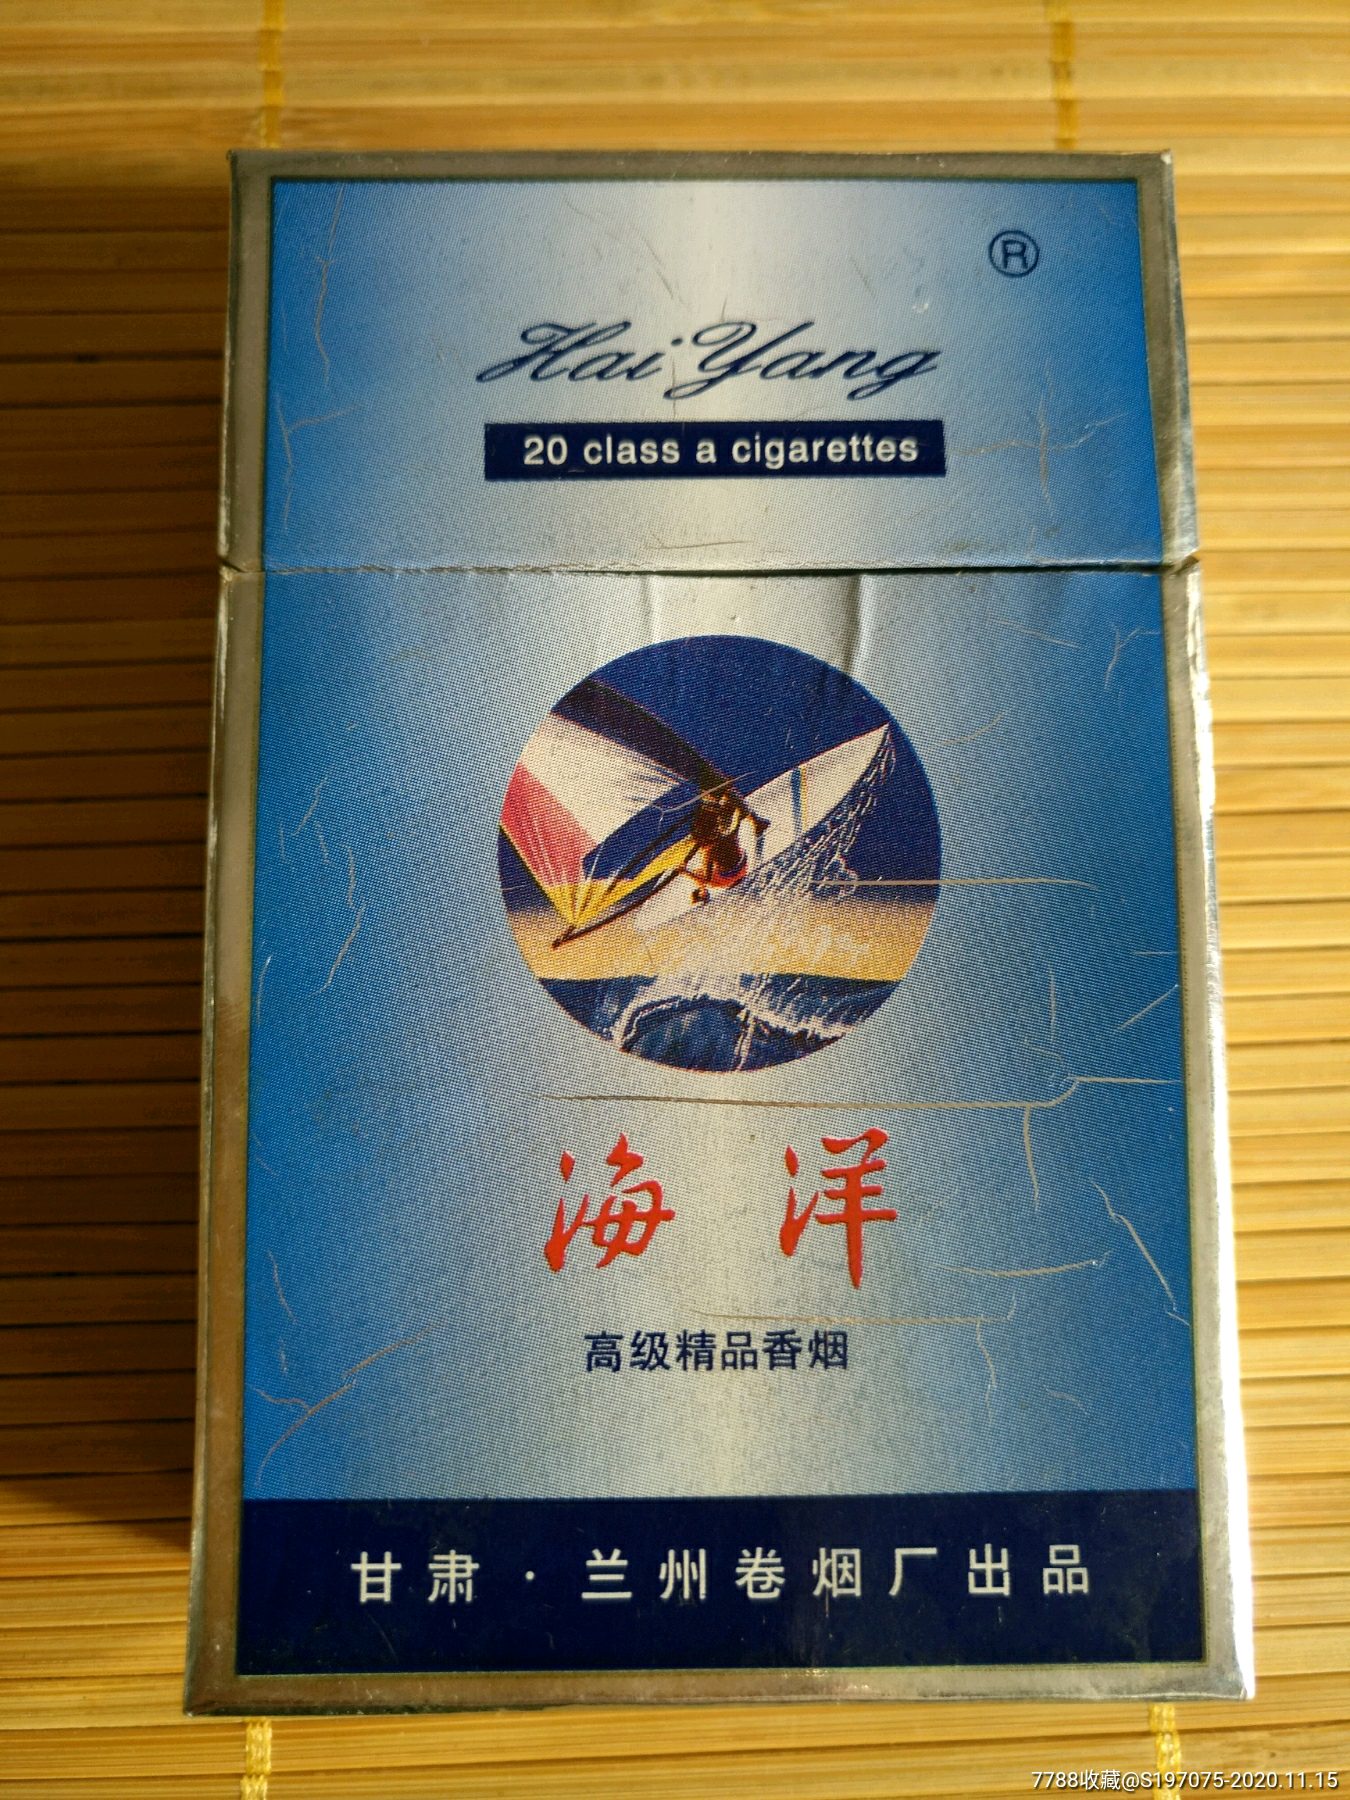 ®
Hai Yang
20 class a cigarettes
海洋
高级精品香烟
甘肃·兰州卷烟厂出品
7788收藏@S197075-2020.11.15